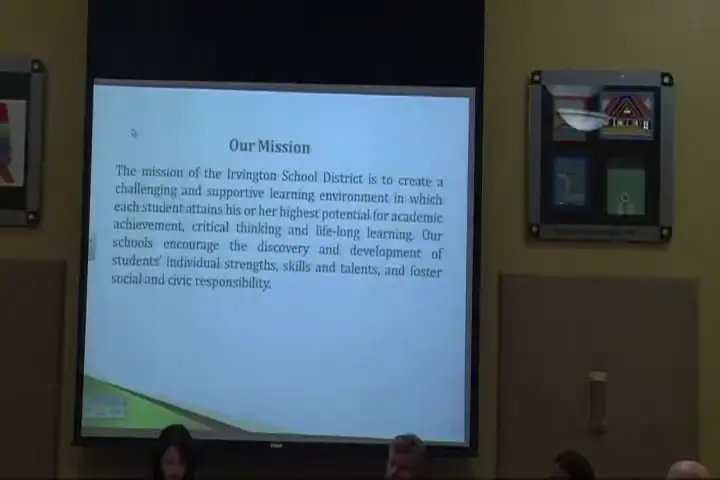 Our Mission
The mission of the Irvington School District is to create a
challenging and supportive learning environment in which
each student attains his or her highest potential for academic
achievement, critical thinking and life-long learning. Our
schools encourage the discovery and development of
students' individual strengths, skills and talents, and foster
social and civic responsibility.